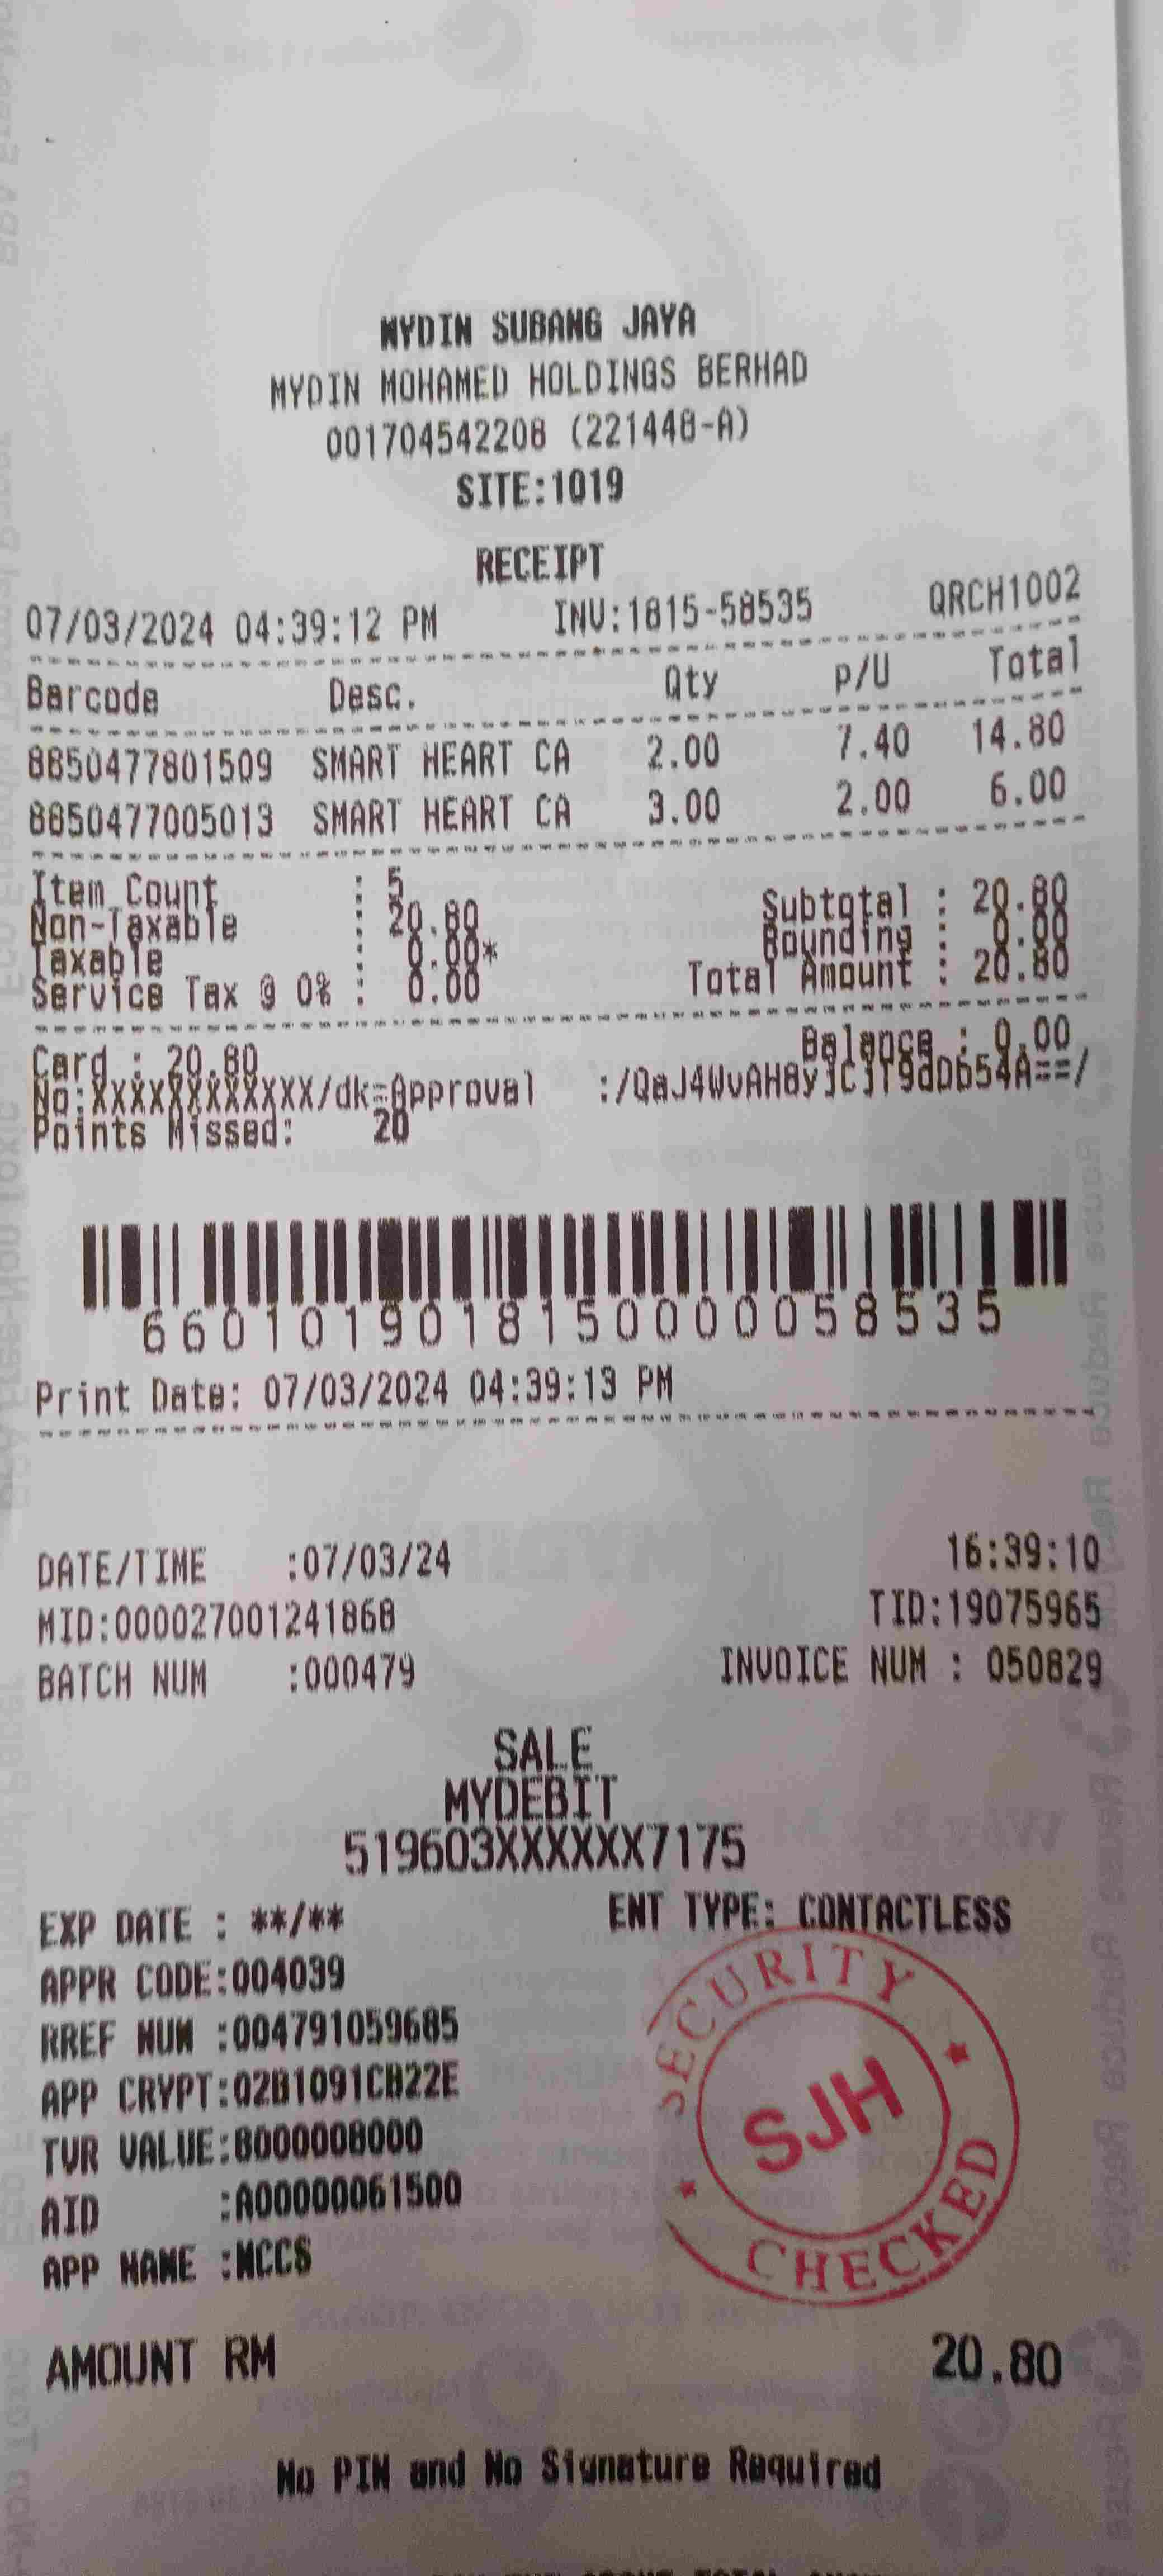 MYDIN SUBANG JAYA
MYDIN MOHAMED HOLDINGS BERHAD
001704542208 (221448-A)
SITE:1019
RECEIPT
07/03/2024 04:39:12 PM INV:1815-58535 QRCH1002
Barcode Desc. Qty P/U Total
8850477801509 SMART HEART CA 2.00 7.40 14.80
8850477005013 SMART HEART CA 3.00 2.00 6.00
Item Count : 5 Subtotal : 20.80
Non-Taxable : 20.80 Rounding : 0.00
Taxable : 0.00* Total Amount : 20.80
Service Tax @ 0% : 0.00
Card : 20.80 Balance : 0.00
No:XXXXXXXXXXXX/dk=Approval :/QaJ4WvAH8yJCJT9dDb54A==/
Points Missed: 20
6601019018150000058535
Print Date: 07/03/2024 04:39:13 PM
DATE/TIME :07/03/24 16:39:10
MID:000027001241868 TID:19075965
BATCH NUM :000479 INVOICE NUM : 050829
SALE
MYDEBIT
519603XXXXXX7175
EXP DATE : **/** ENT TYPE: CONTACTLESS
APPR CODE:004039
RREF NUM :004791059685
APP CRYPT:02B1091CB22E
TVR VALUE:8000008000
AID :A00000061500
APP NAME :MCCS
SECURITY
SJH
CHECKED
AMOUNT RM 20.80
No PIN and No Signature Required